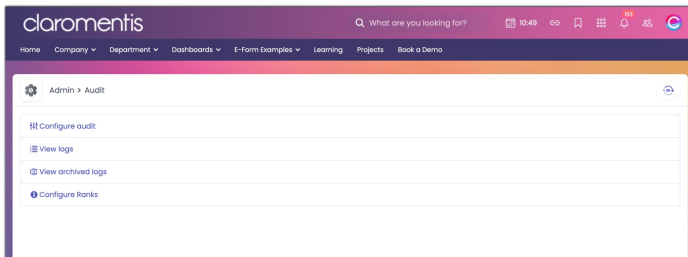 claromentis
What are you looking for?
10:49
163
Home Company Department Dashboards E-Form Examples Learning Projects Book a Demo
Admin > Audit
Configure audit
View logs
View archived logs
Configure Ranks